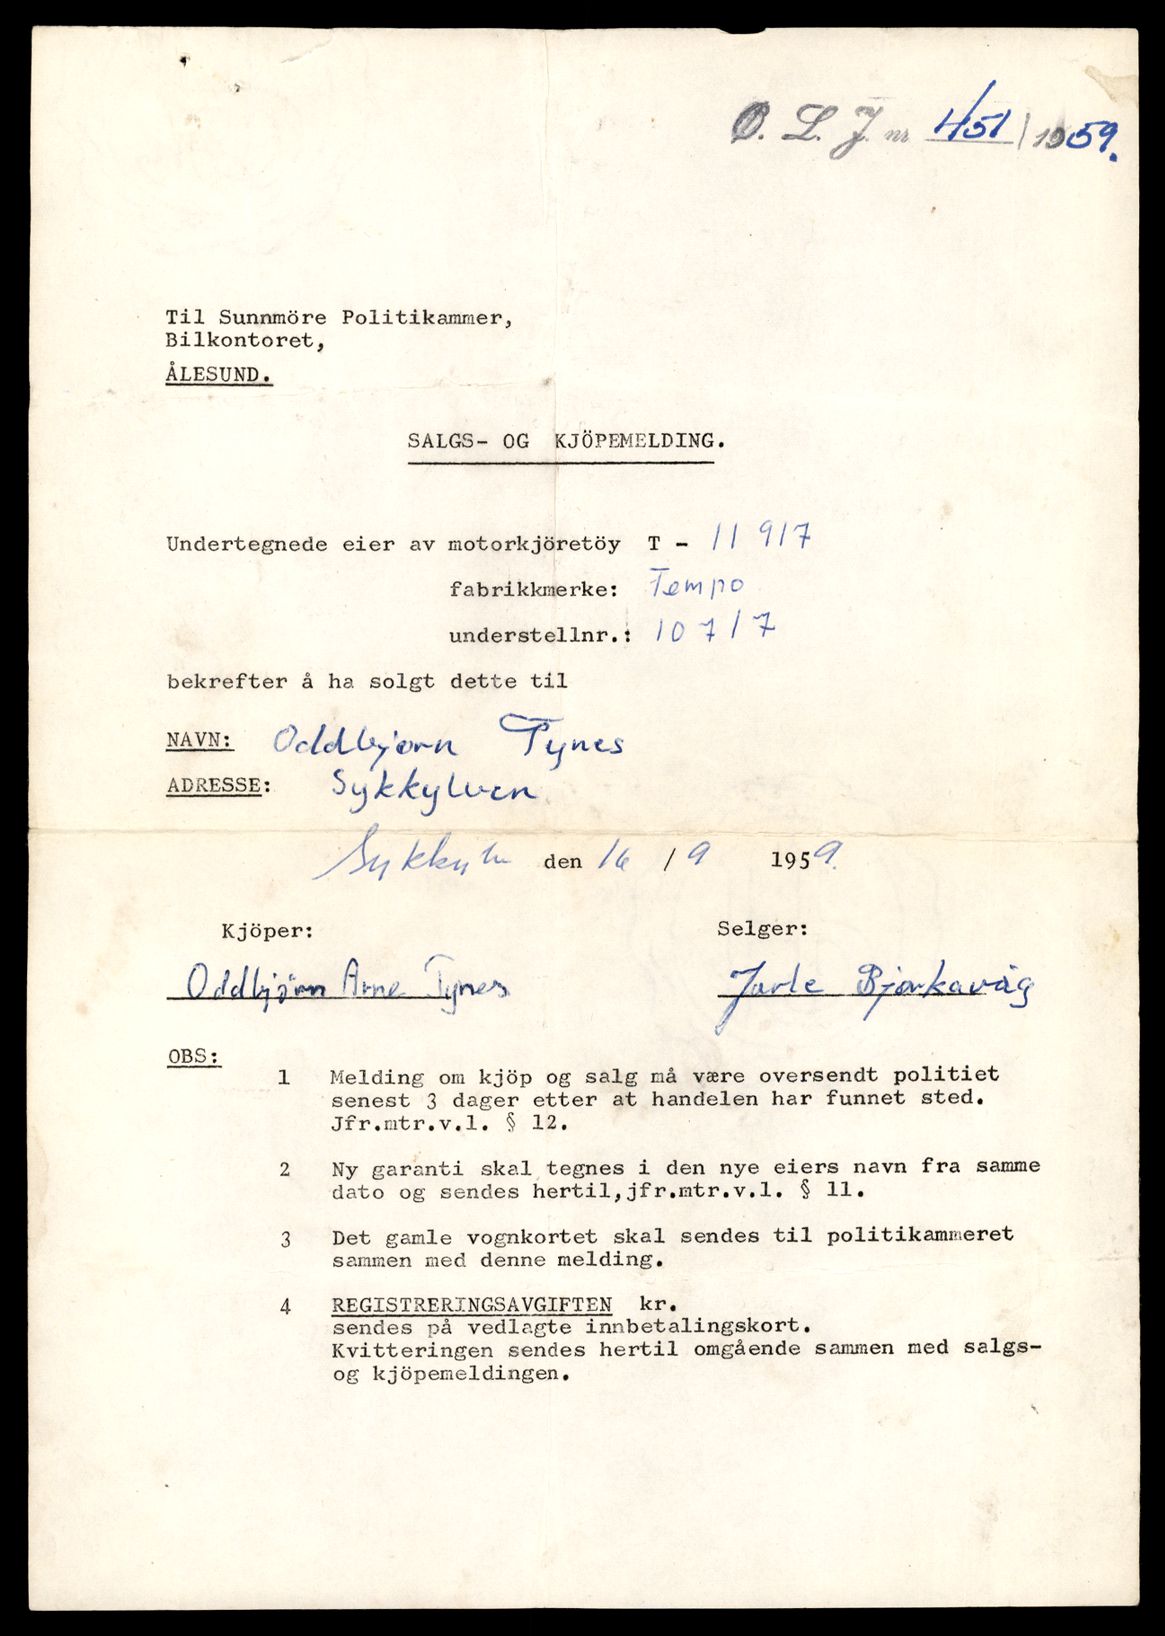 Ø. L. J. nr 451/1959.
Til Sunnmöre Politikammer,
Bilkontoret,
ÅLESUND.
SALGS- OG KJÖPEMELDING.
Undertegnede eier av motorkjöretöy T - 11917
fabrikkmerke: Tempo
understellnr.: 10717
bekrefter å ha solgt dette til
NAVN: Oddbjørn Tynes
ADRESSE: Sykkylven
den 16 / 9 1959.
Kjöper: Selger:
Oddbjørn Arne Tynes Jarle Bjørkavåg
OBS:
1 Melding om kjöp og salg må være oversendt politiet
senest 3 dager etter at handelen har funnet sted.
Jfr.mtr.v.l. § 12.
2 Ny garanti skal tegnes i den nye eiers navn fra samme
dato og sendes hertil,jfr.mtr.v.l. § 11.
3 Det gamle vognkortet skal sendes til politikammeret
sammen med denne melding.
4 REGISTRERINGSAVGIFTEN kr.
sendes på vedlagte innbetalingskort.
Kvitteringen sendes hertil omgående sammen med salgs-
og kjöpemeldingen.